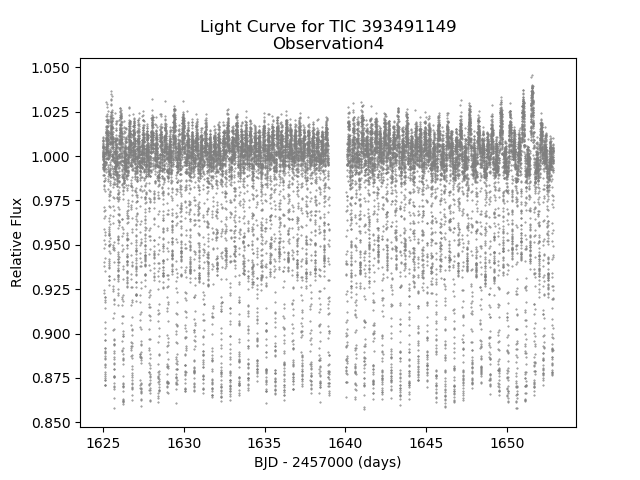 Light Curve for TIC 393491149
Observation4
1.050
1.025
1.000
0.975
0.950
0.925
0.900
0.875
0.850
Relative Flux
1625 1630 1635 1640 1645 1650
BJD - 2457000 (days)